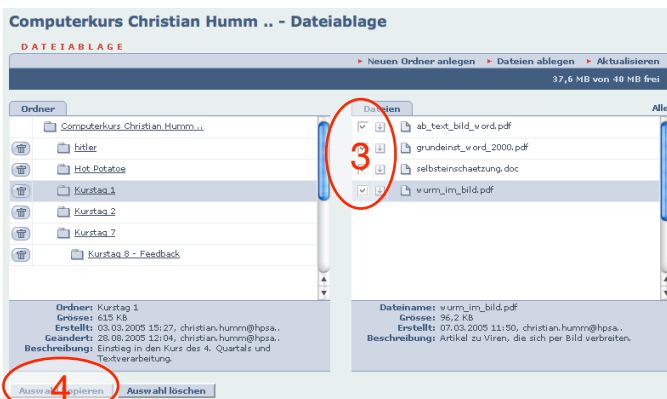 Computerkurs Christian Humm .. - Dateiablage
DATEIABLAGE
Neuen Ordner anlegen Dateien ablegen Aktualisieren
37,6 MB von 40 MB frei
Ordner
Computerkurs Christian Humm ..
hitler
Hot Potatoe
Kurstag 1
Kurstag 2
Kurstag 7
Kurstag 8 - Feedback
Ordner: Kurstag 1
Grösse: 615 KB
Erstellt: 03.03.2005 15:27, christian.humm@hpsa..
Geändert: 28.08.2005 12:04, christian.humm@hpsa..
Beschreibung: Einstieg in den Kurs des 4. Quartals und
Textverarbeitung.
Dateien Alle
3
ab_text_bild_word.pdf
grundeinst_word_2000.pdf
selbsteinschaetzung.doc
wurm_im_bild.pdf
Dateiname: wurm_im_bild.pdf
Grösse: 96,2 KB
Erstellt: 07.03.2005 11:50, christian.humm@hpsa..
Beschreibung: Artikel zu Viren, die sich per Bild verbreiten.
4
Auswahl kopieren Auswahl löschen